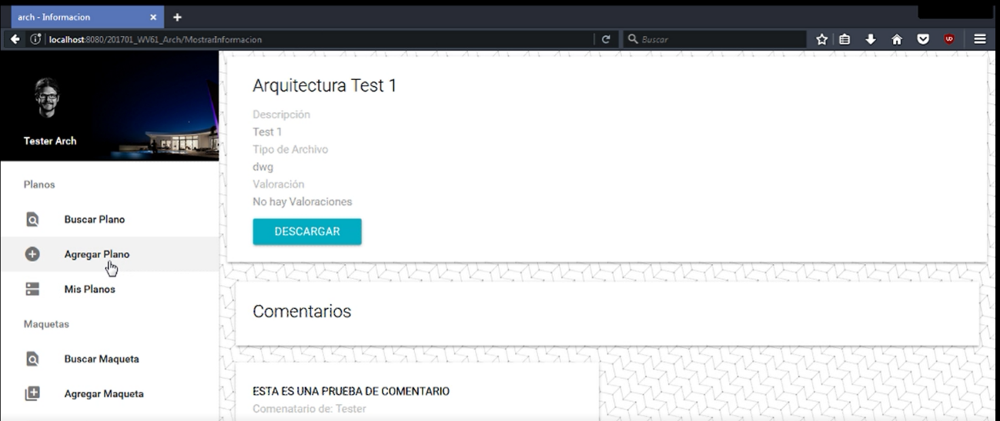 arch - Informacion
localhost:8080/201701_WV61_Arch/MostrarInformacion
Buscar
Tester Arch
Planos
Buscar Plano
Agregar Plano
Mis Planos
Maquetas
Buscar Maqueta
Agregar Maqueta
Arquitectura Test 1
Descripción
Test 1
Tipo de Archivo
dwg
Valoración
No hay Valoraciones
DESCARGAR
Comentarios
ESTA ES UNA PRUEBA DE COMENTARIO
Comenatario de: Tester